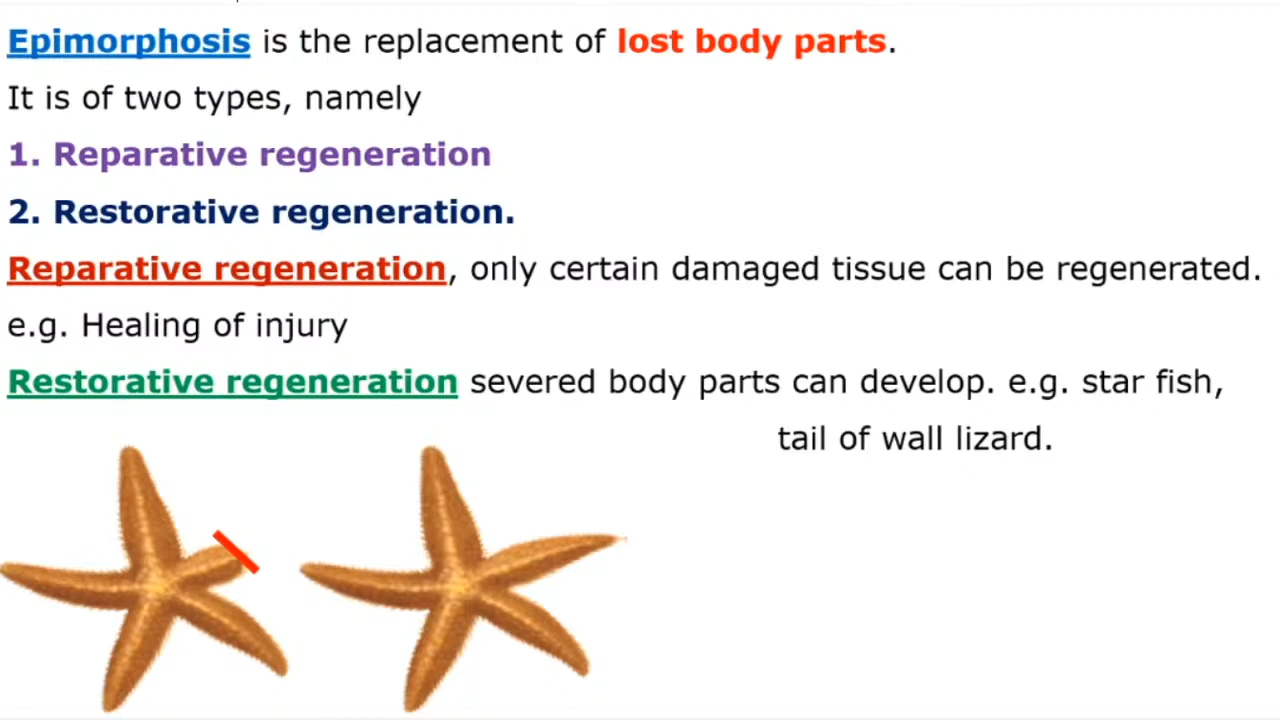 Epimorphosis is the replacement of lost body parts.
It is of two types, namely
1. Reparative regeneration
2. Restorative regeneration.
Reparative regeneration, only certain damaged tissue can be regenerated.
e.g. Healing of injury
Restorative regeneration severed body parts can develop. e.g. star fish,
tail of wall lizard.